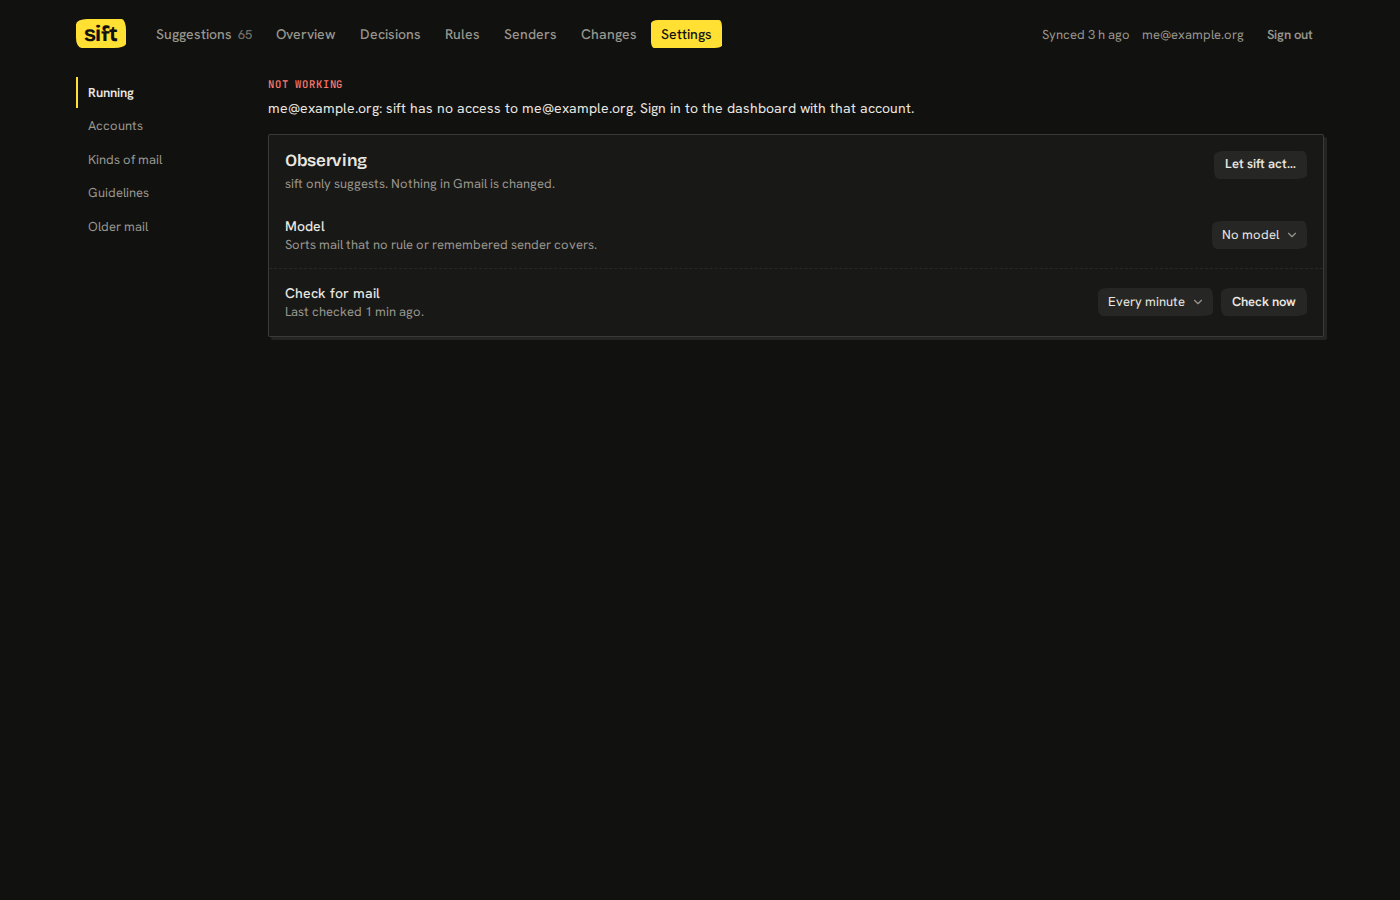 sift Suggestions 65 Overview Decisions Rules Senders Changes Settings Synced 3 h ago me@example.org Sign out
Running
Accounts
Kinds of mail
Guidelines
Older mail
NOT WORKING
me@example.org: sift has no access to me@example.org. Sign in to the dashboard with that account.
Observing
sift only suggests. Nothing in Gmail is changed.
Let sift act...
Model
Sorts mail that no rule or remembered sender covers.
No model
Check for mail
Last checked 1 min ago.
Every minute Check now